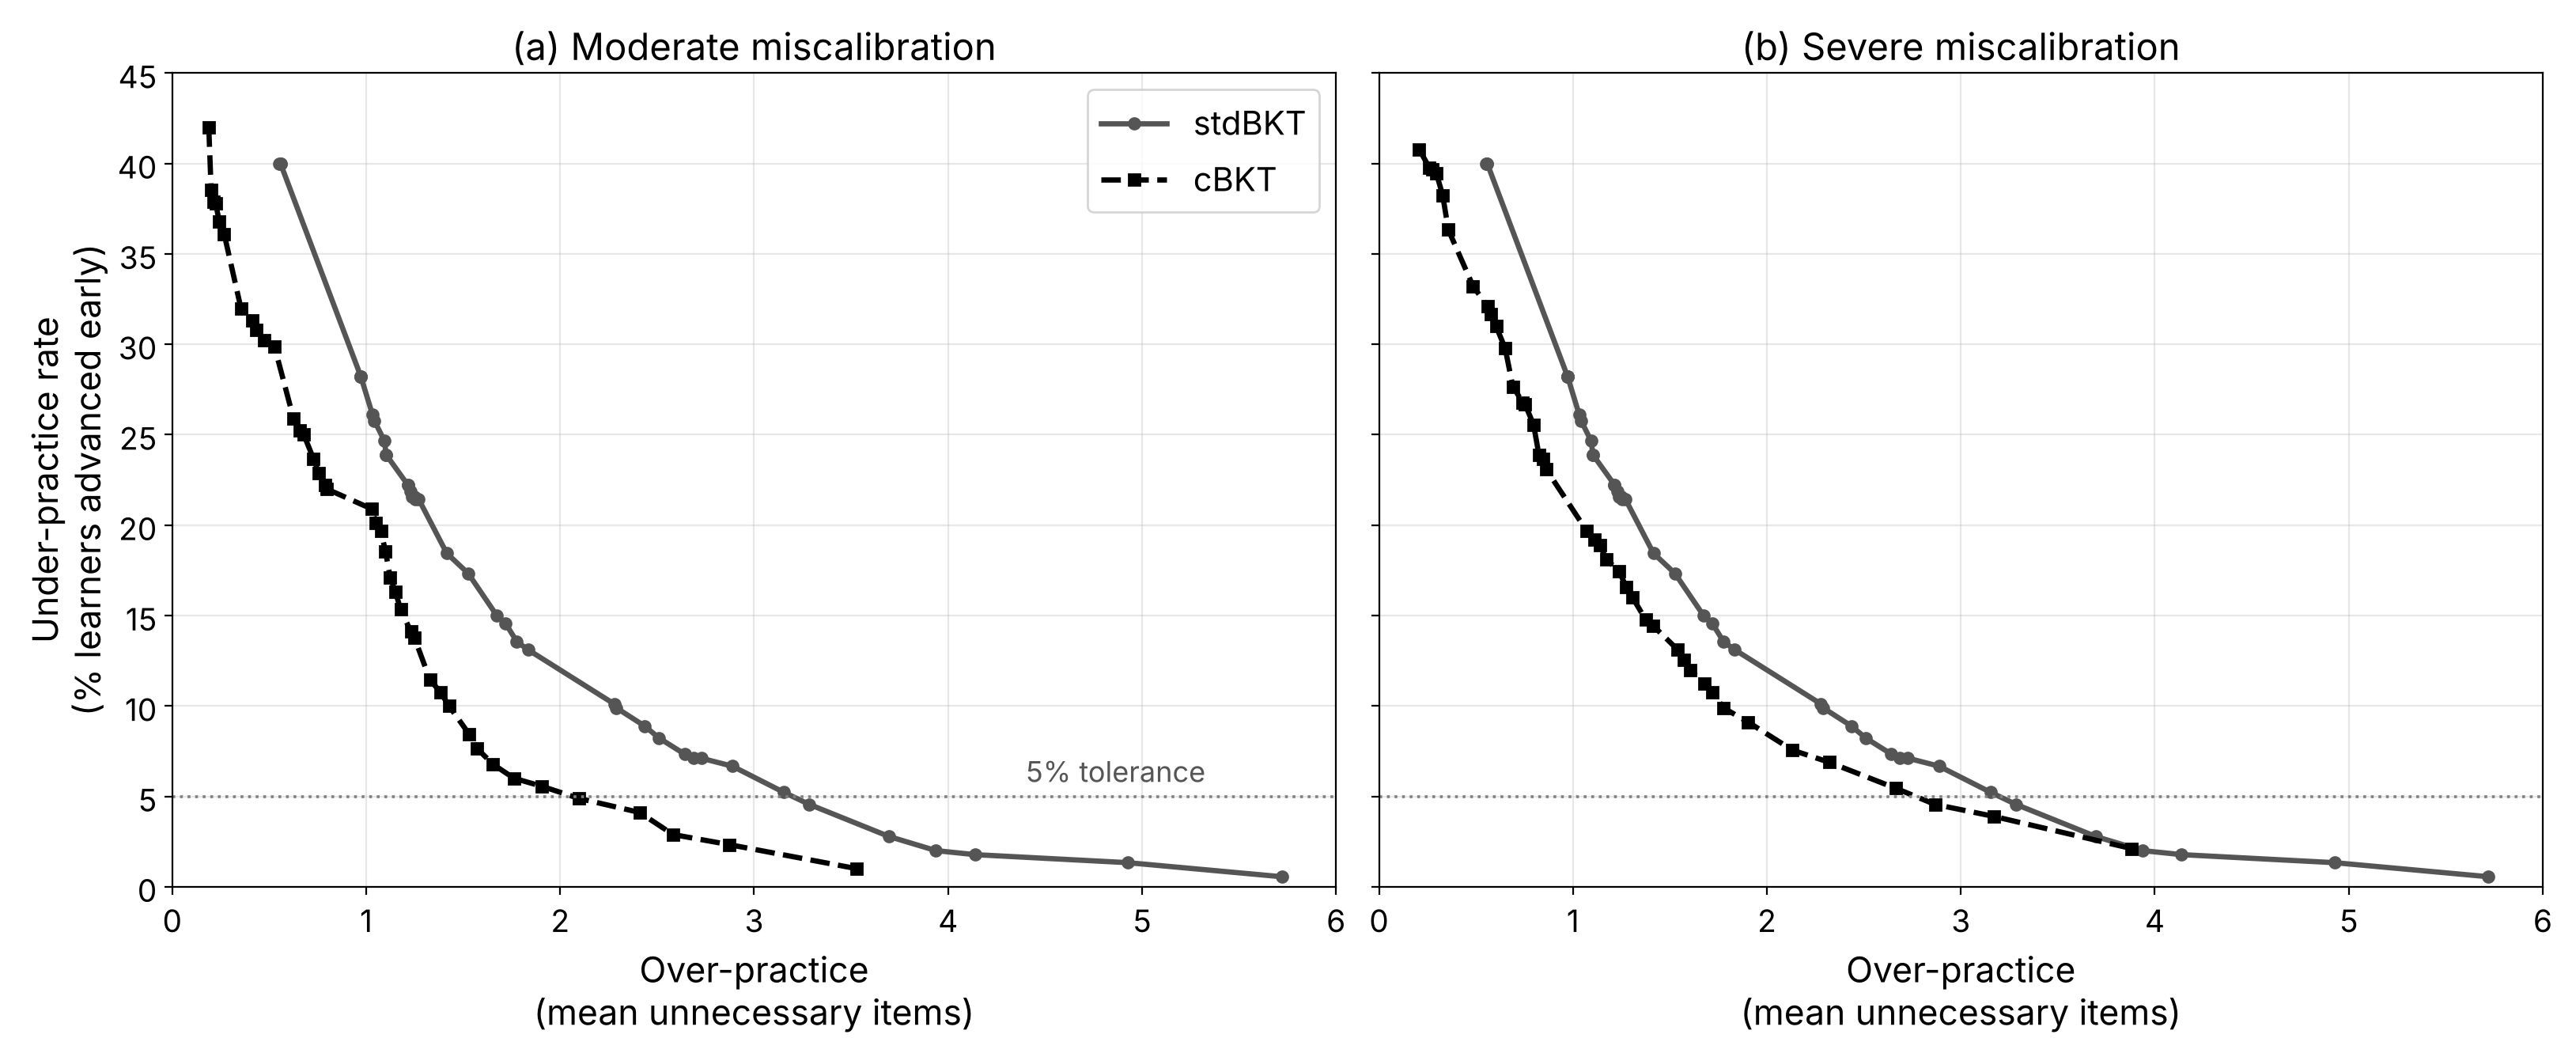 (a) Moderate miscalibration
45
40
35
30
25
20
15
10
5
0
Under-practice rate
(% learners advanced early)
stdBKT
cBKT
5% tolerance
0 1 2 3 4 5 6
Over-practice
(mean unnecessary items)
(b) Severe miscalibration
0 1 2 3 4 5 6
Over-practice
(mean unnecessary items)